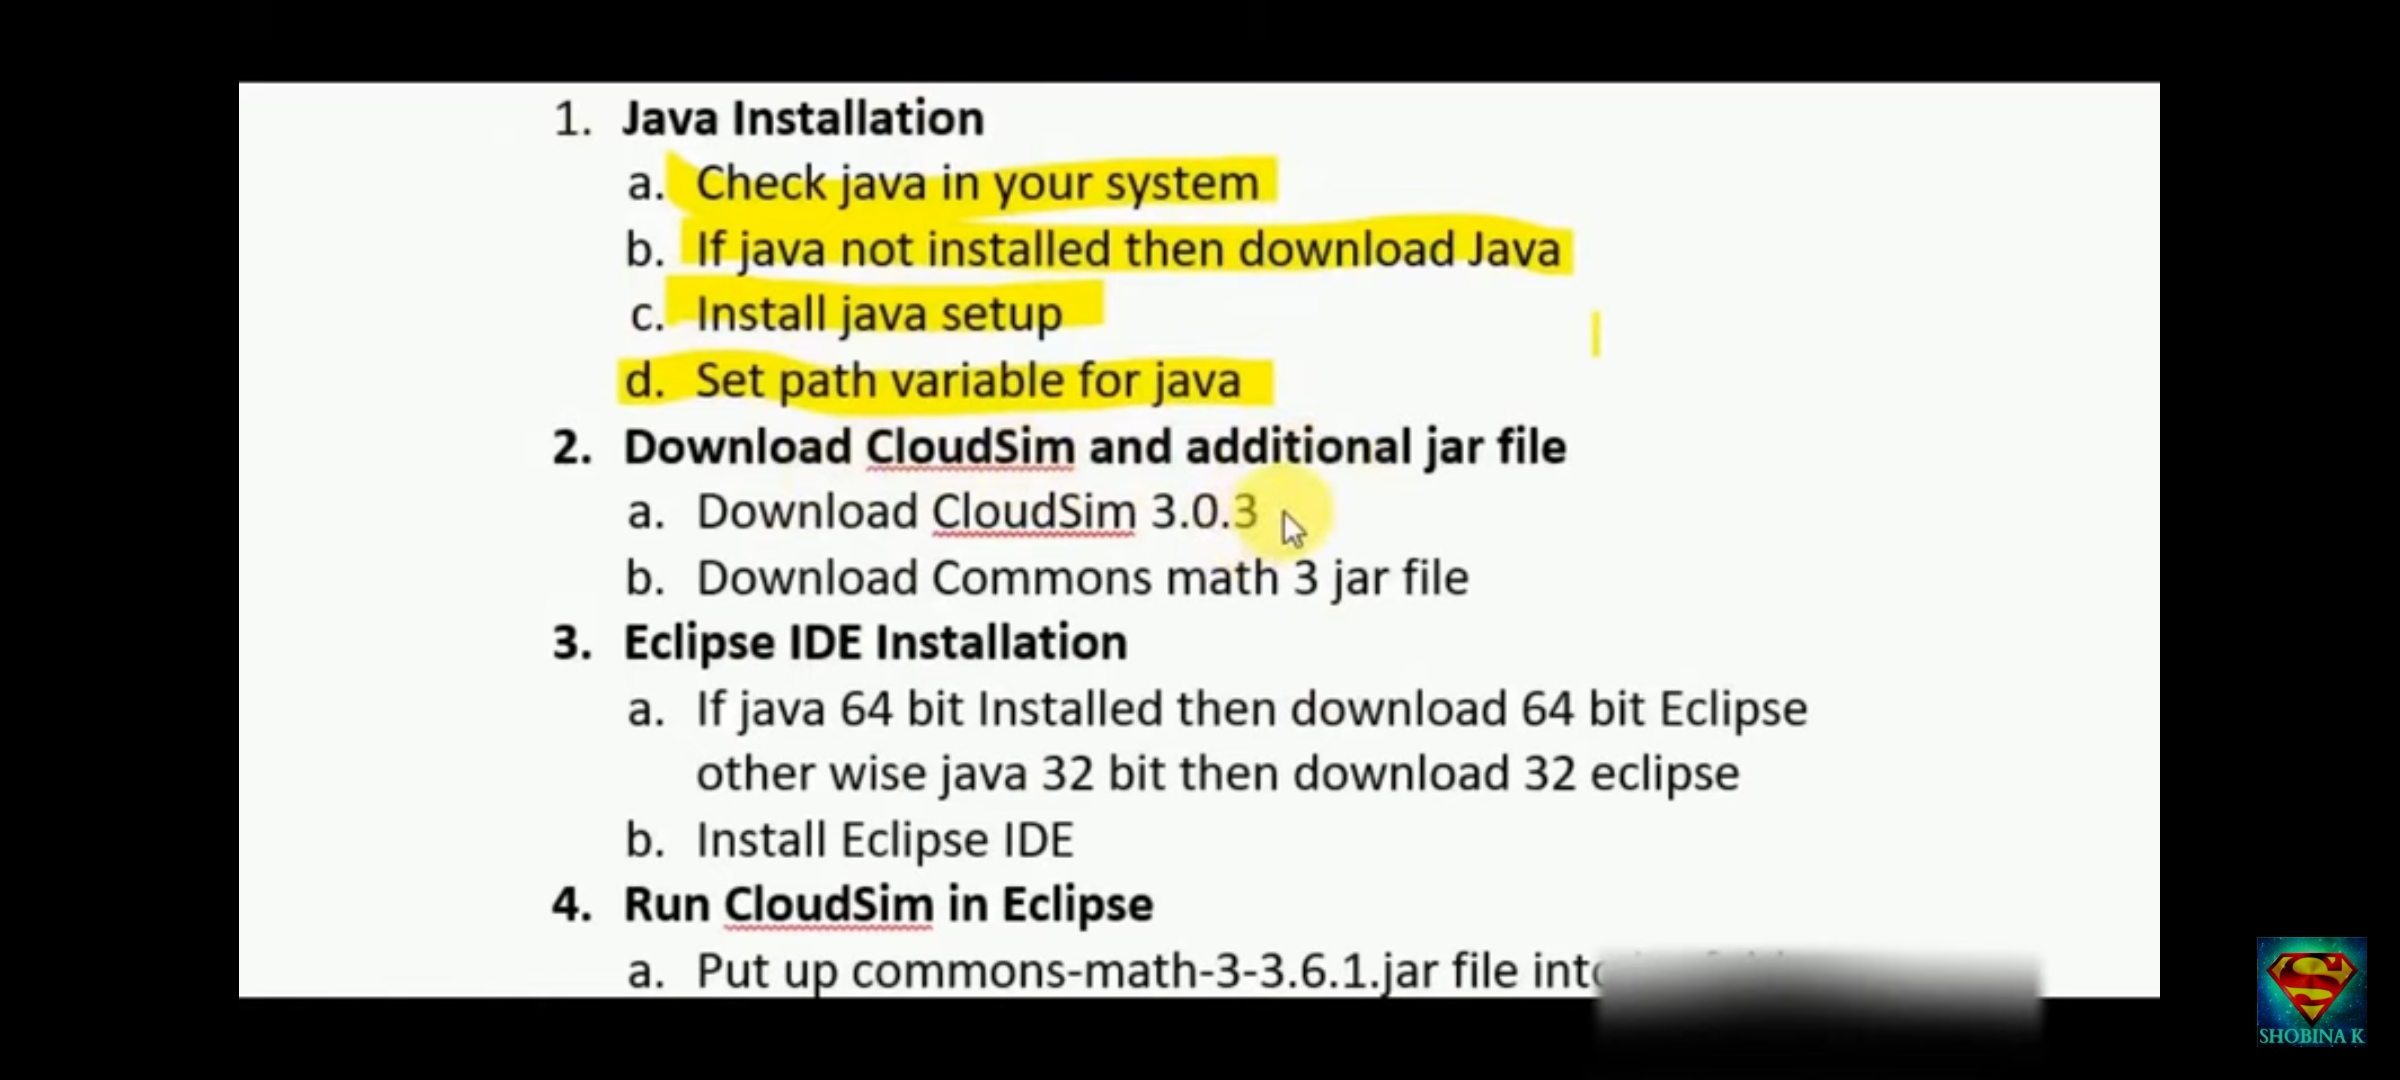 1. Java Installation
a. Check java in your system
b. If java not installed then download Java
c. Install java setup
d. Set path variable for java
2. Download CloudSim and additional jar file
a. Download CloudSim 3.0.3
b. Download Commons math 3 jar file
3. Eclipse IDE Installation
a. If java 64 bit Installed then download 64 bit Eclipse
other wise java 32 bit then download 32 eclipse
b. Install Eclipse IDE
4. Run CloudSim in Eclipse
a. Put up commons-math-3-3.6.1.jar file into
SHOBINA K